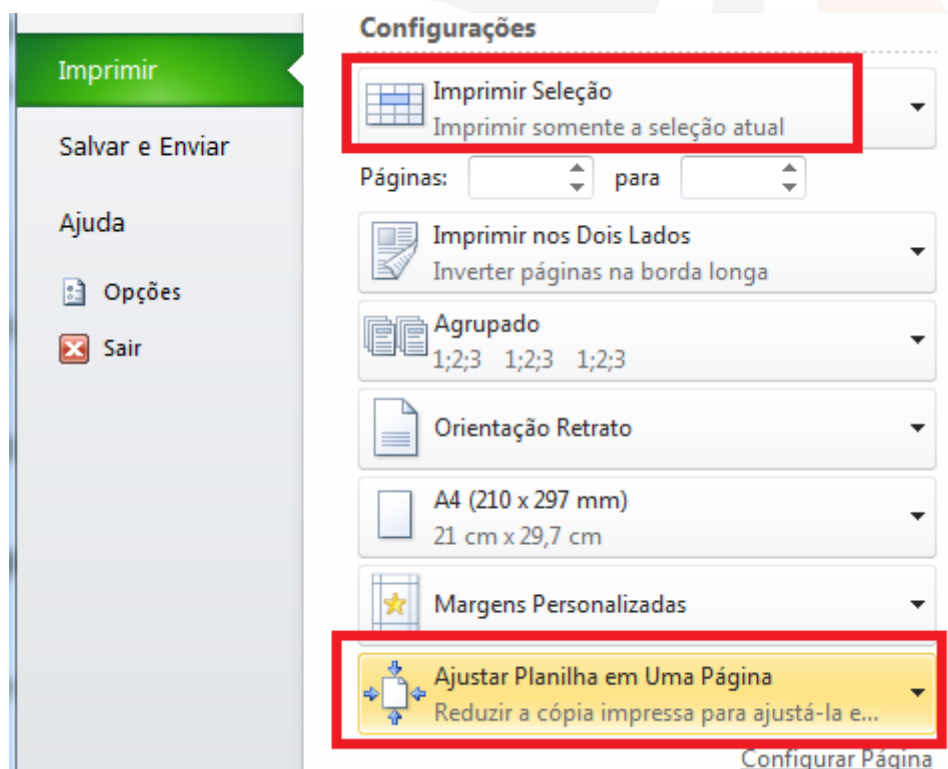 Imprimir
Salvar e Enviar
Ajuda
Opções
Sair
Configurações
Imprimir Seleção
Imprimir somente a seleção atual
Páginas: para
Imprimir nos Dois Lados
Inverter páginas na borda longa
Agrupado
1;2;3 1;2;3 1;2;3
Orientação Retrato
A4 (210 x 297 mm)
21 cm x 29,7 cm
Margens Personalizadas
Ajustar Planilha em Uma Página
Reduzir a cópia impressa para ajustá-la e...
Configurar Página